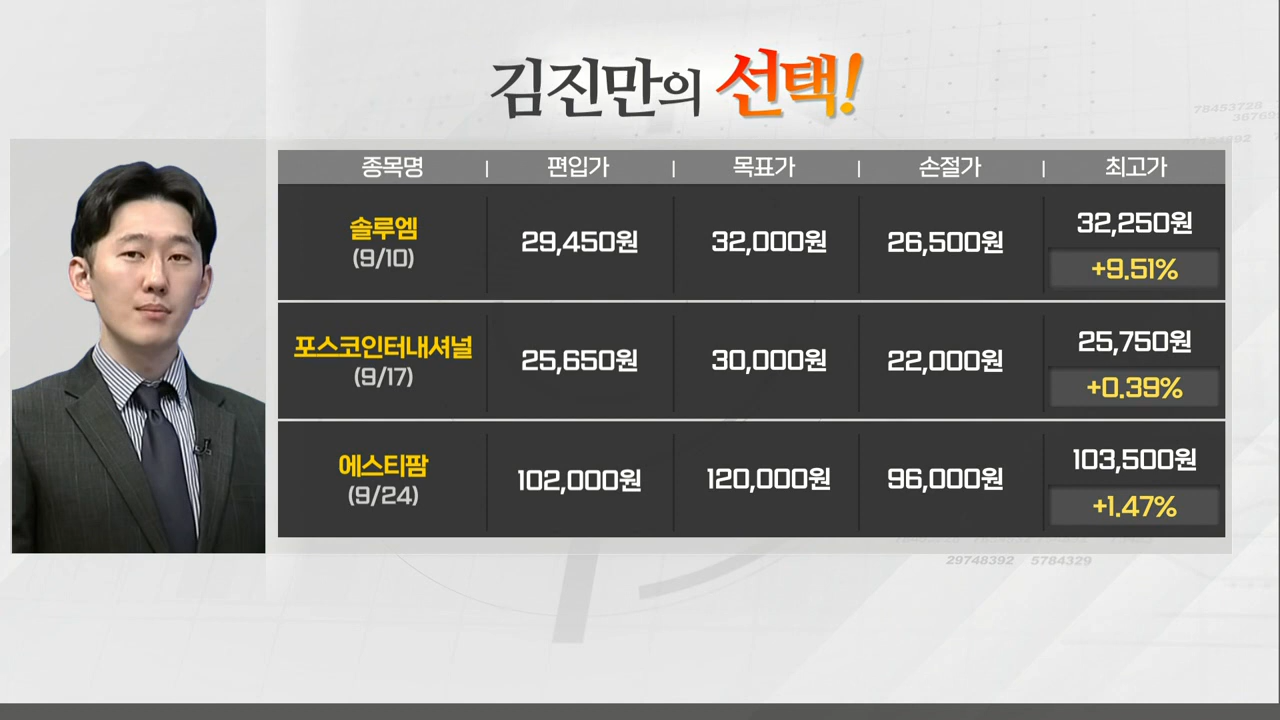 김진만의 선택!
종목명 | 편입가 | 목표가 | 손절가 | 최고가
솔루엠 (9/10) 29,450원 32,000원 26,500원 32,250원 +9.51%
포스코인터내셔널 (9/17) 25,650원 30,000원 22,000원 25,750원 +0.39%
에스티팜 (9/24) 102,000원 120,000원 96,000원 103,500원 +1.47%
29748392 5784329